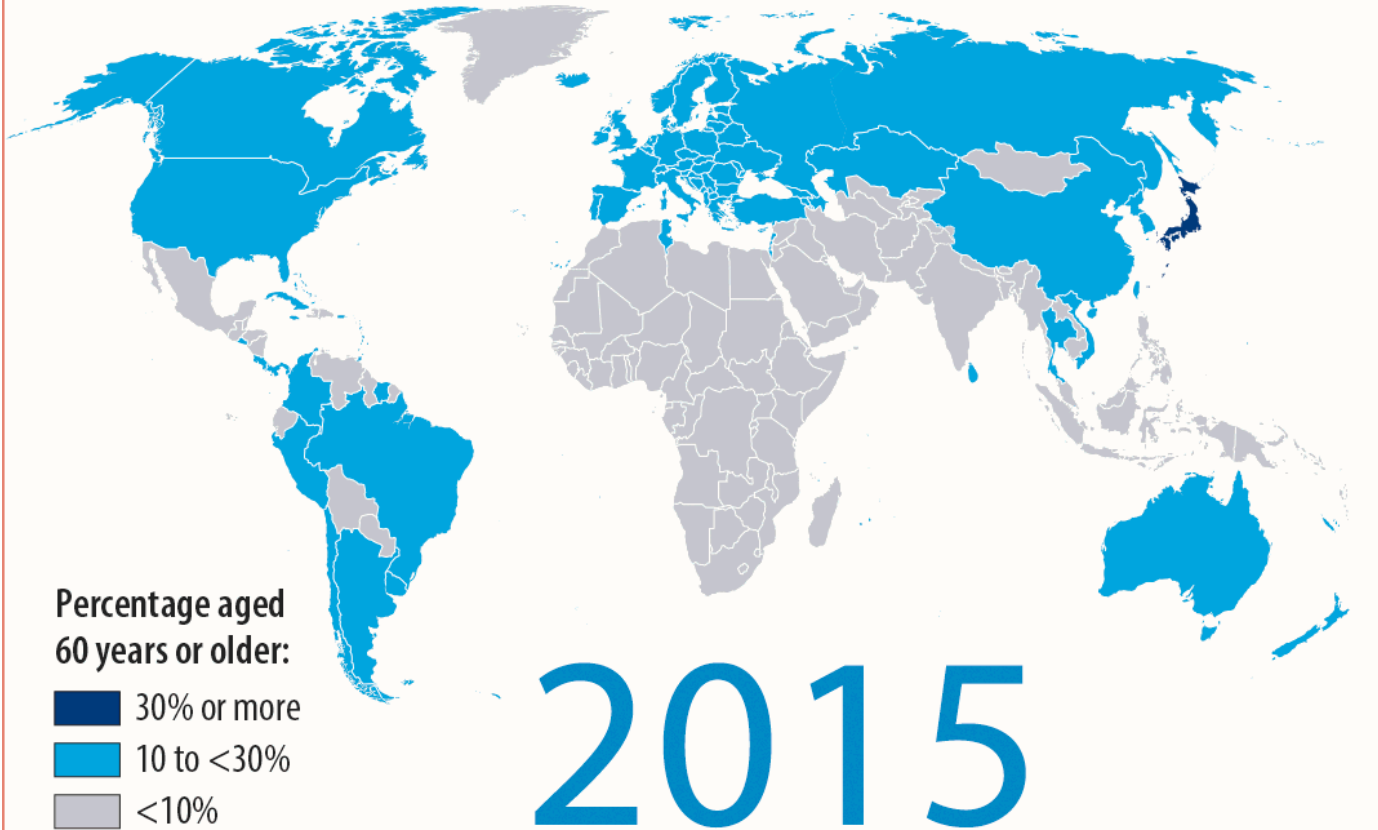 Percentage aged
60 years or older:
30% or more
10 to <30%
<10%
2015